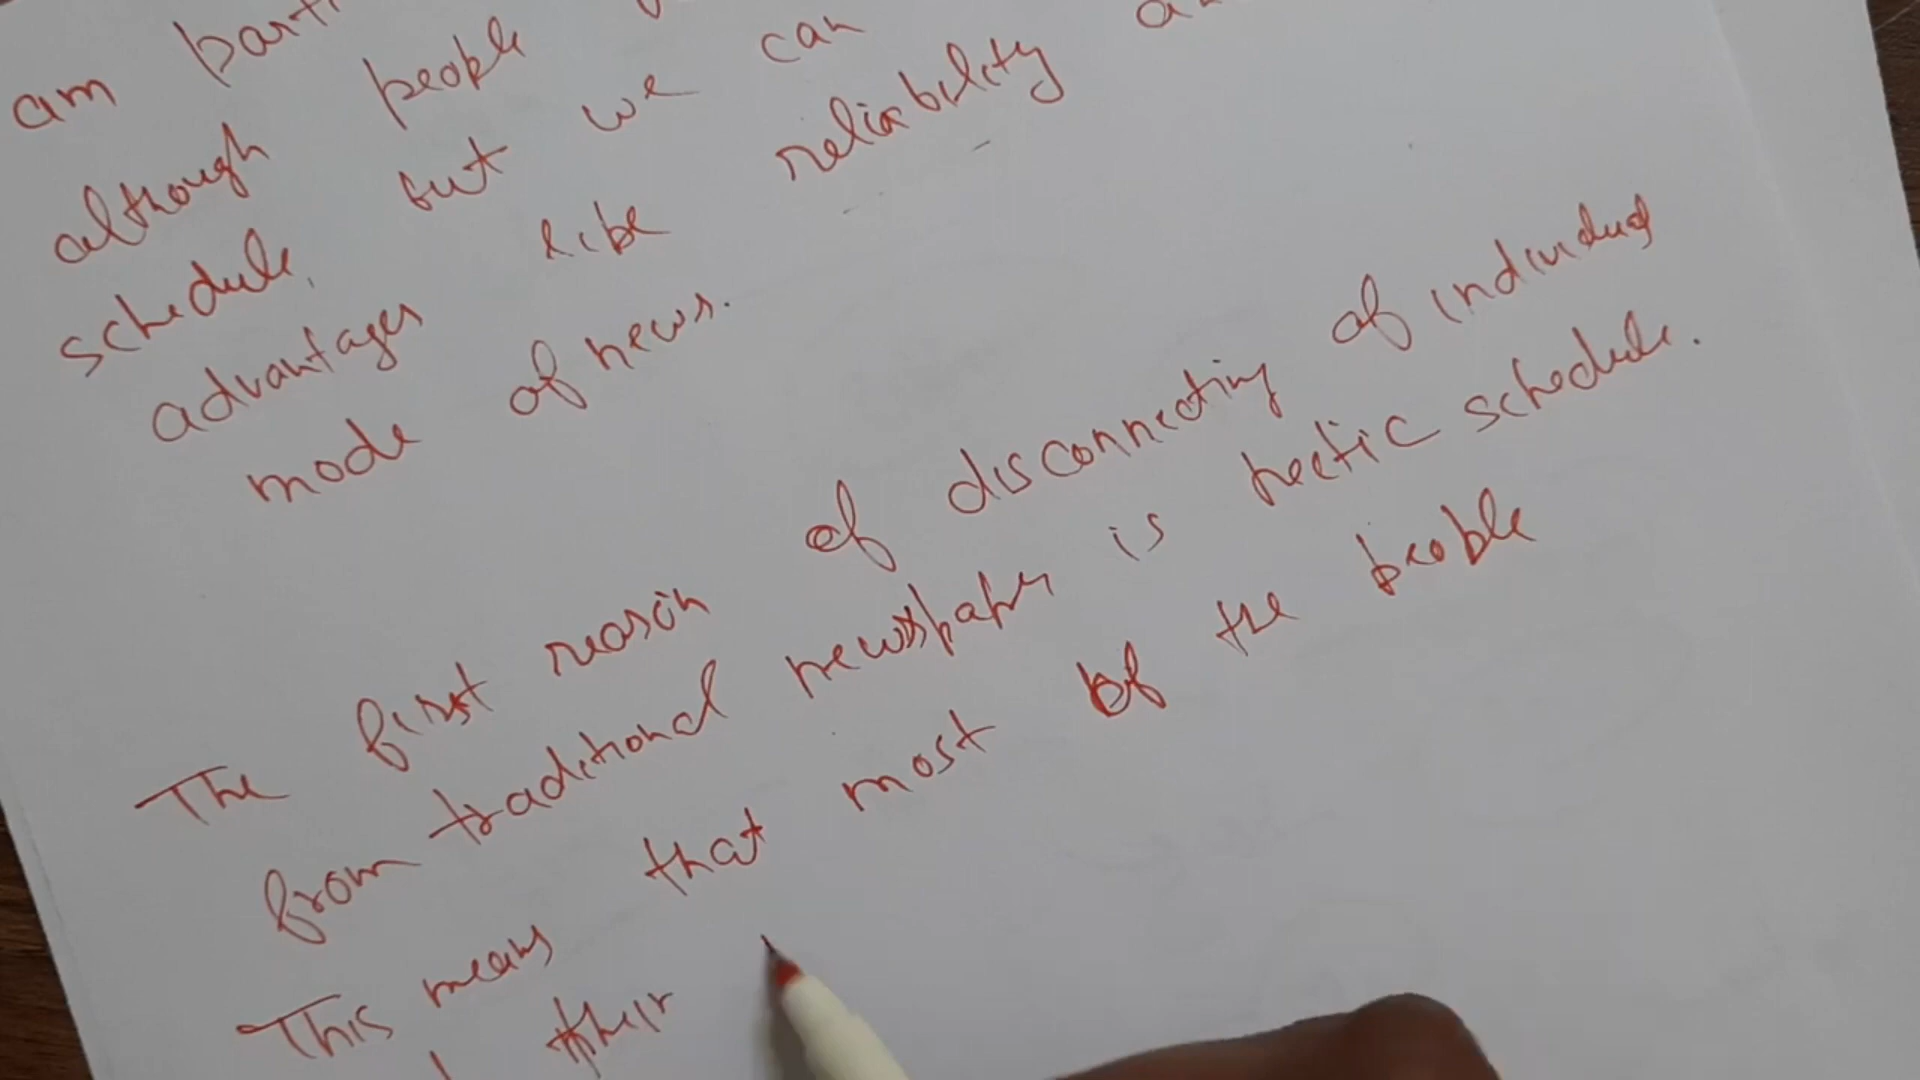 am
although people
schedule, but we can
advantages like reliability
mode of news.
The first reason of disconnecting of individual
from traditional newspaper is hectic schedule.
This means that most of the people
their